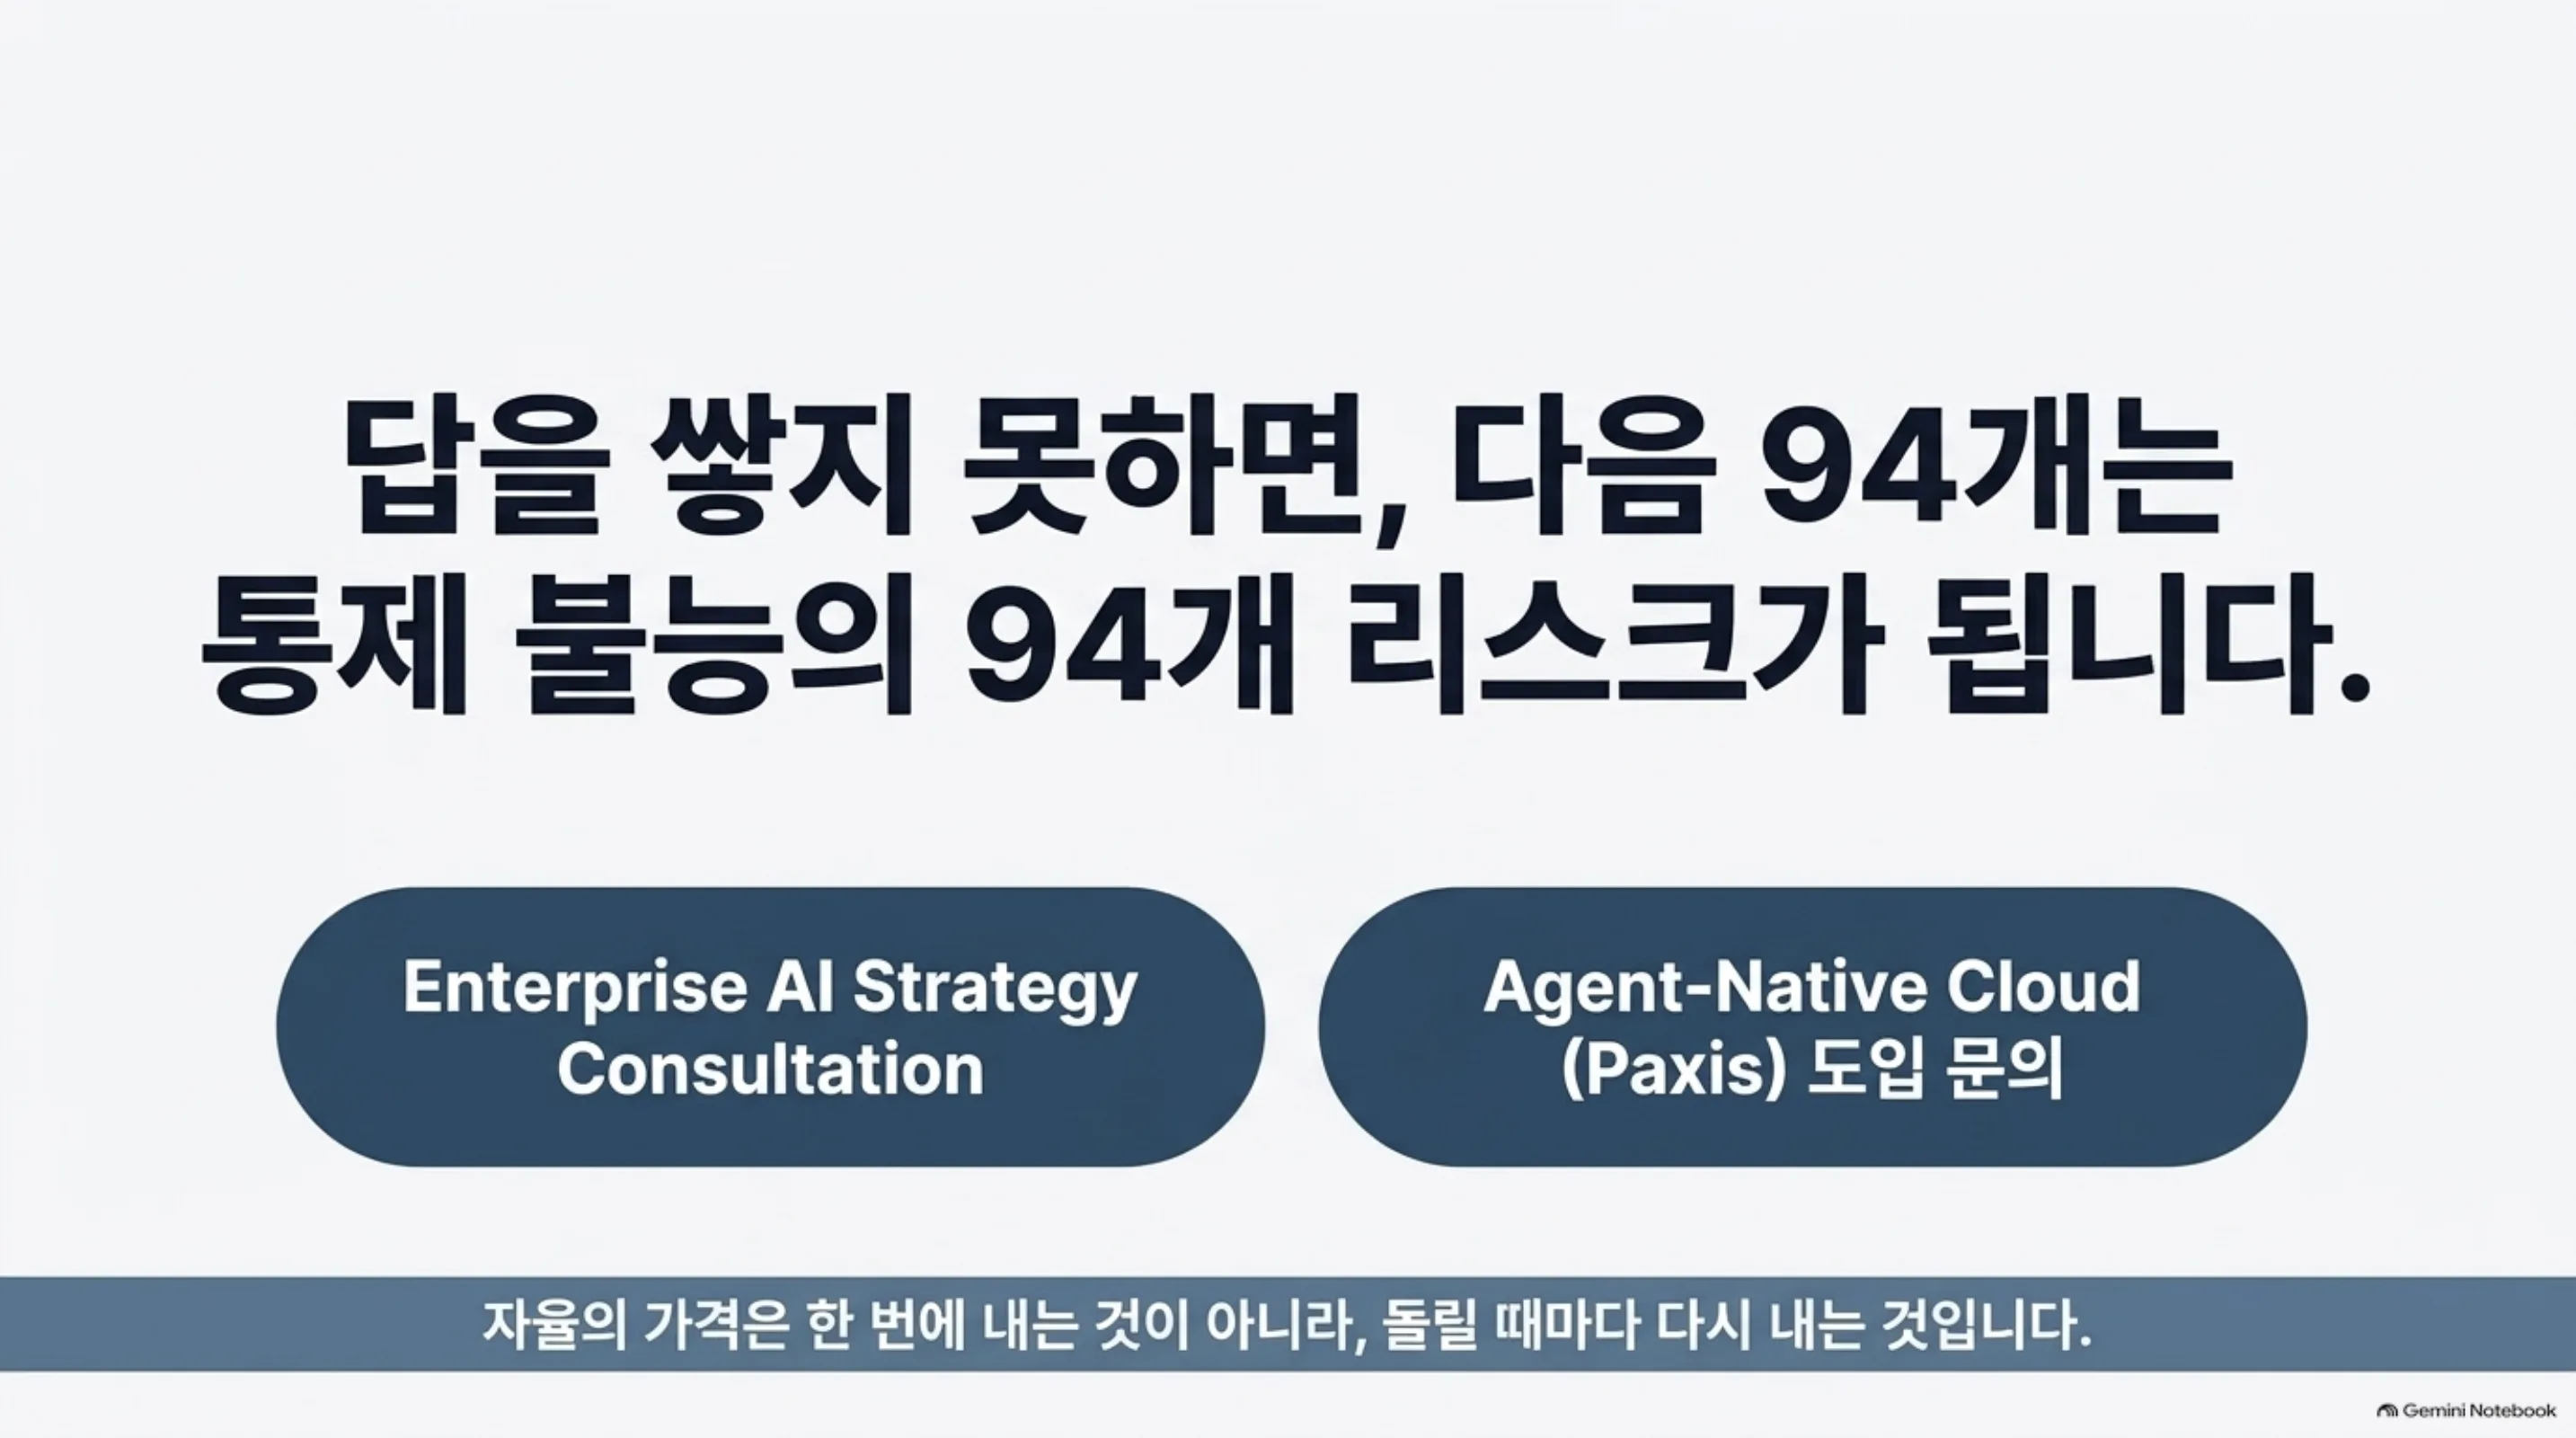 답을 쌓지 못하면, 다음 94개는
통제 불능의 94개 리스크가 됩니다.
Enterprise AI Strategy
Consultation
Agent-Native Cloud
(Paxis) 도입 문의
자율의 가격은 한 번에 내는 것이 아니라, 돌릴 때마다 다시 내는 것입니다.
Gemini Notebook